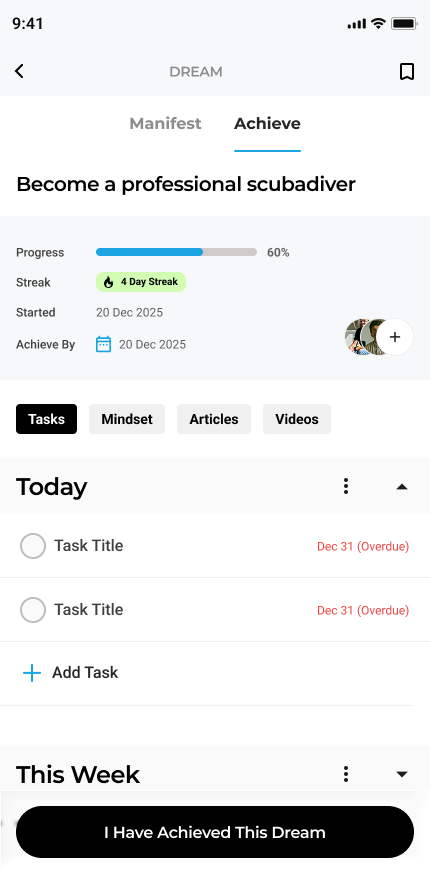 9:41
DREAM
Manifest Achieve
Become a professional scubadiver
Progress 60%
Streak 4 Day Streak
Started 20 Dec 2025
Achieve By 20 Dec 2025
+
Tasks Mindset Articles Videos
Today
Task Title Dec 31 (Overdue)
Task Title Dec 31 (Overdue)
Add Task
This Week
I Have Achieved This Dream